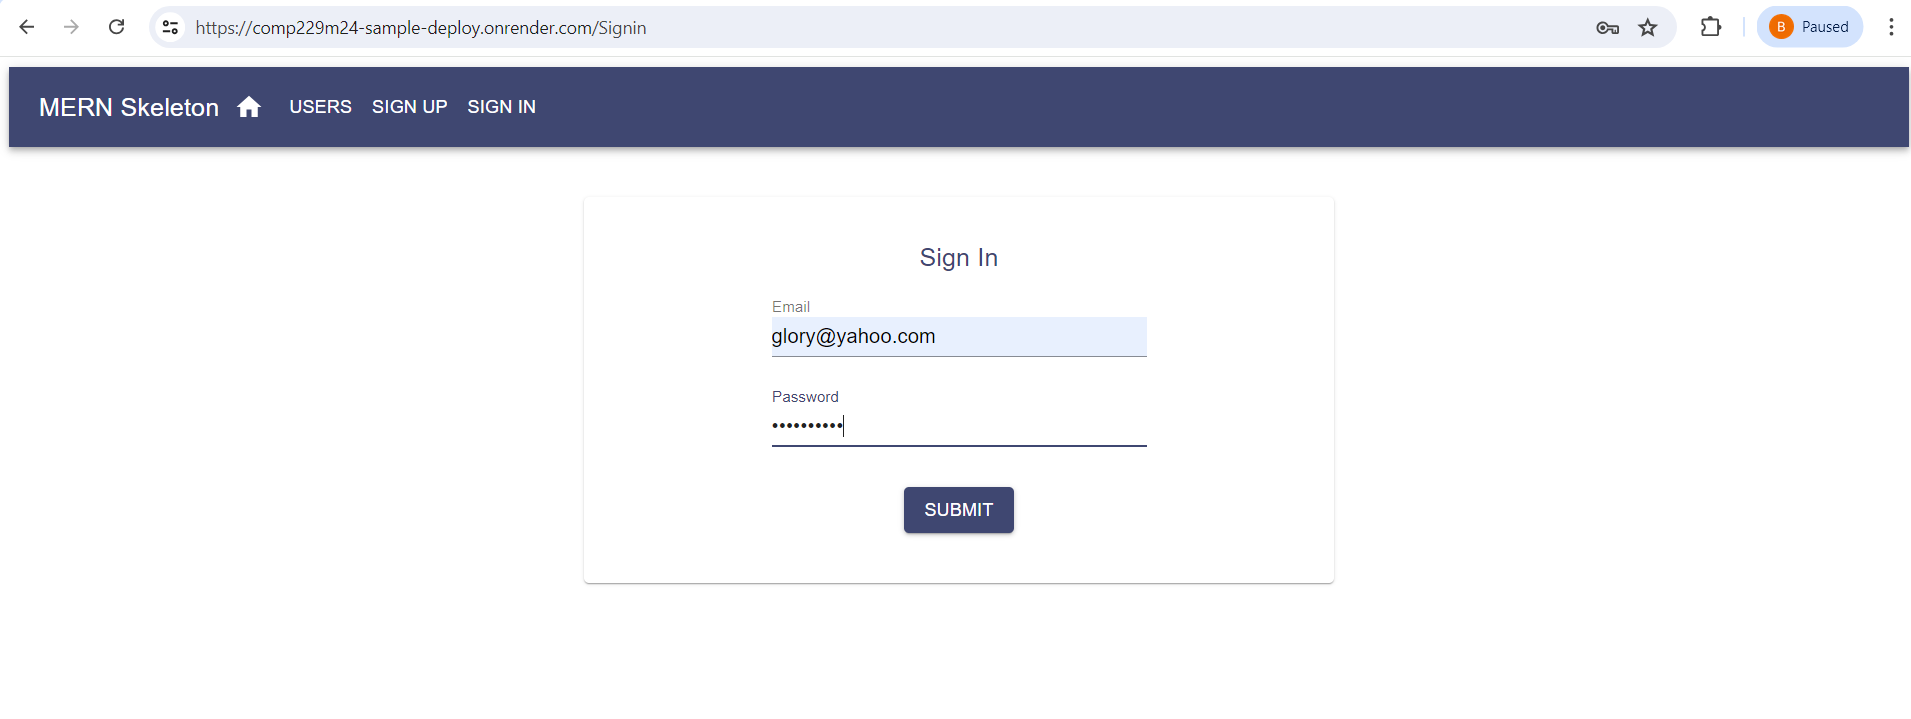 https://comp229m24-sample-deploy.onrender.com/Signin
B Paused
MERN Skeleton USERS SIGN UP SIGN IN
Sign In
Email
glory@yahoo.com
Password
••••••••••
SUBMIT